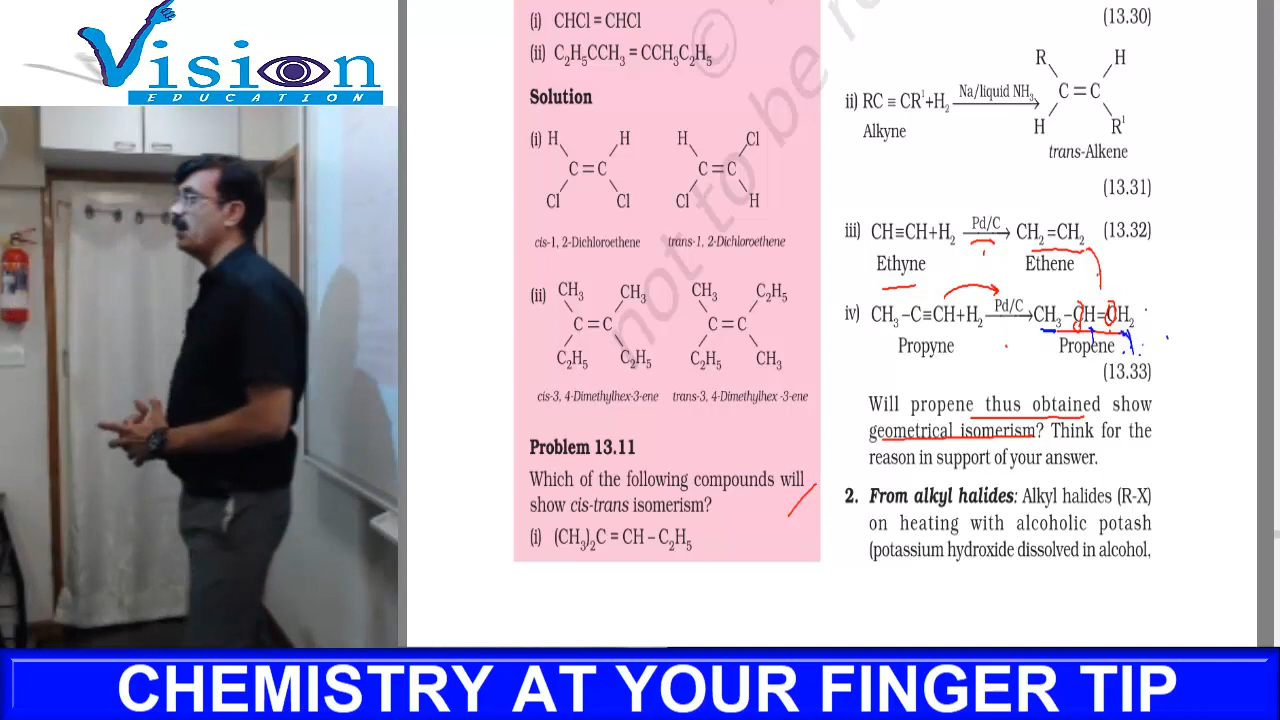 Vision
EDUCATION
(i) CHCl = CHCl
(ii) C₂H₅CCH₃ = CCH₃C₂H₅
Solution
(i) H H
C = C
Cl Cl
cis-1, 2-Dichloroethene
H Cl
C = C
Cl H
trans-1, 2-Dichloroethene
(ii) CH₃ CH₃
C = C
C₂H₅ C₂H₅
cis-3, 4-Dimethylhex-3-ene
CH₃ C₂H₅
C = C
C₂H₅ CH₃
trans-3, 4-Dimethylhex -3-ene
Problem 13.11
Which of the following compounds will
show cis-trans isomerism?
(i) (CH₃)₂C = CH – C₂H₅
© not to be re
(13.30)
ii) RC ≡ CR¹+H₂ Na/liquid NH₃
Alkyne
R H
C = C
H R¹
trans-Alkene
(13.31)
iii) CH≡CH+H₂ Pd/C CH₂ =CH₂ (13.32)
Ethyne Ethene
iv) CH₃ –C≡CH+H₂ Pd/C CH₃ –CH=CH₂
Propyne Propene
(13.33)
Will propene thus obtained show
geometrical isomerism? Think for the
reason in support of your answer.
2. From alkyl halides: Alkyl halides (R-X)
on heating with alcoholic potash
(potassium hydroxide dissolved in alcohol,
CHEMISTRY AT YOUR FINGER TIP